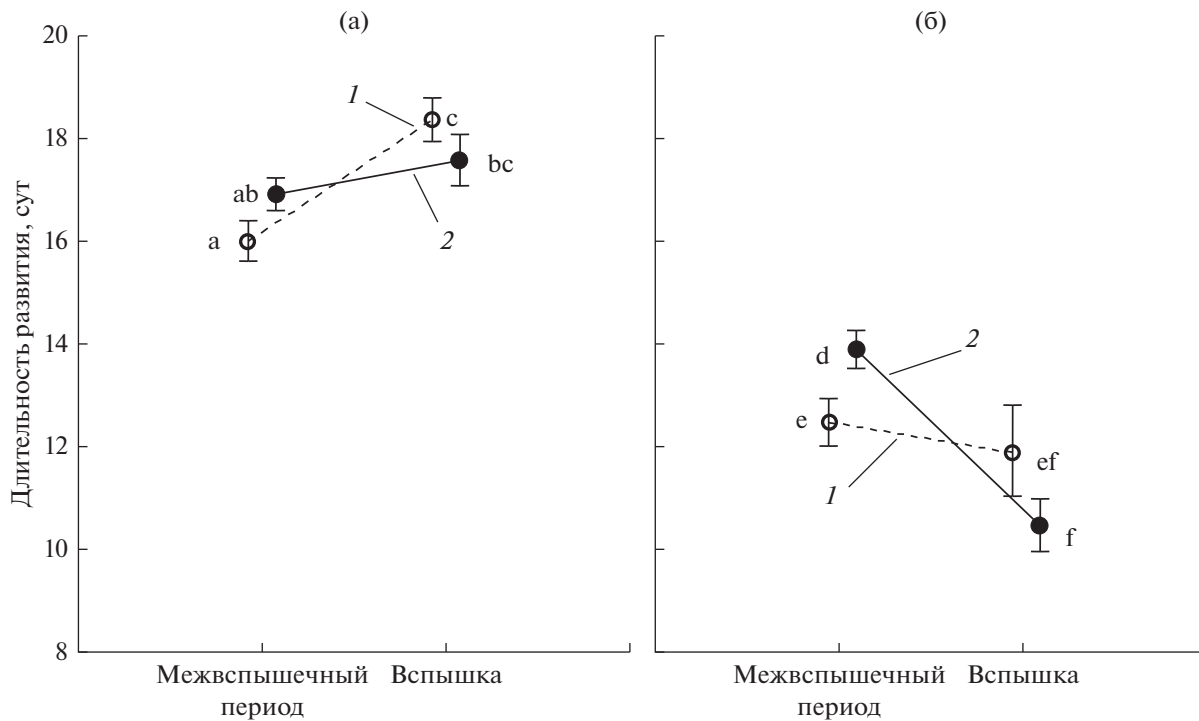 (а)
(б)
Длительность развития, сут
20
18
16
14
12
10
8
1
c
ab
bc
a
2
2
d
e
ef
1
f
Межвспышечный период
Вспышка
Межвспышечный период
Вспышка